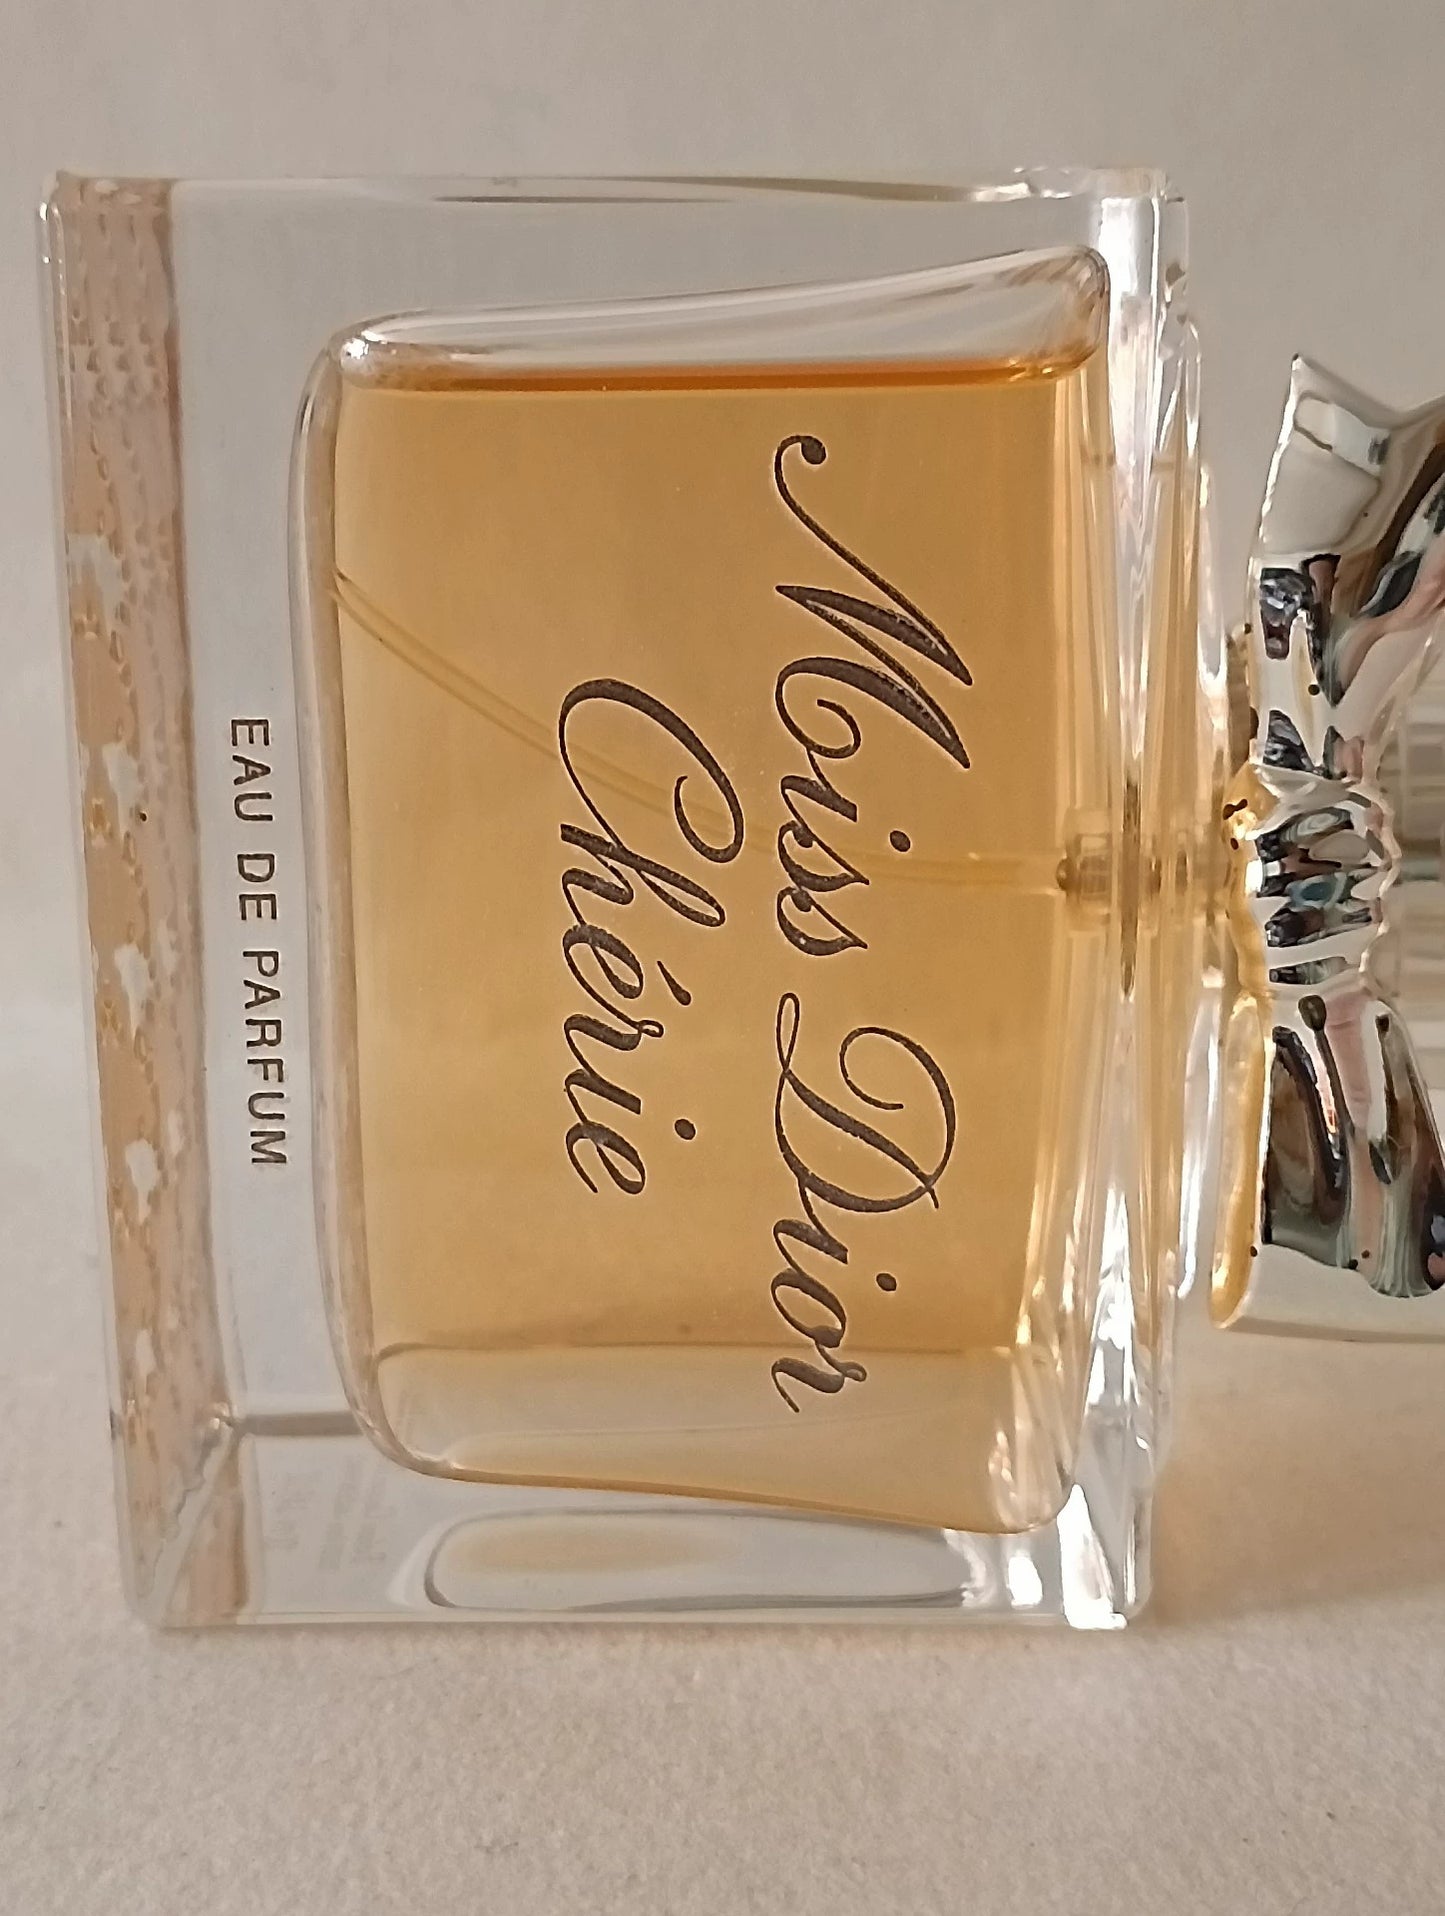 Miss Dior
Chérie
EAU DE PARFUM